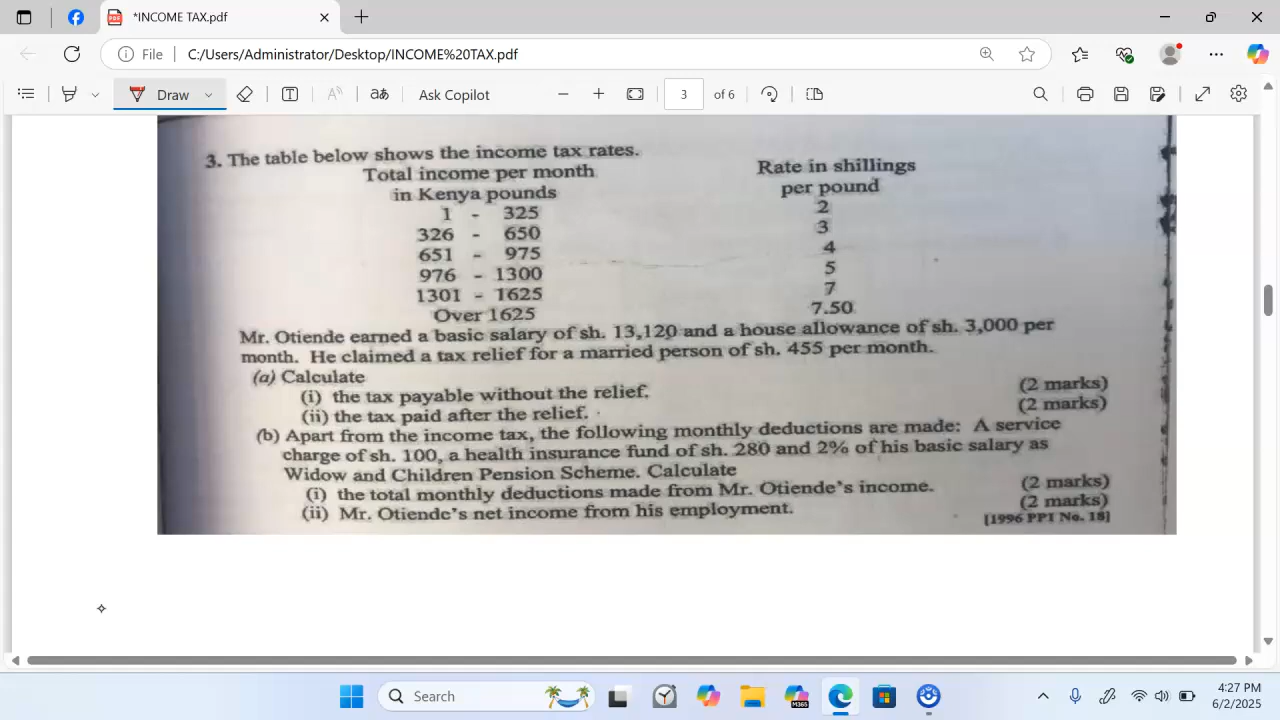 *INCOME TAX.pdf
File
C:/Users/Administrator/Desktop/INCOME%20TAX.pdf
Draw
Ask Copilot
3
of 6
3. The table below shows the income tax rates.
Total income per month in Kenya pounds
Rate in shillings per pound
1 - 325 2
326 - 650 3
651 - 975 4
976 - 1300 5
1301 - 1625 7
Over 1625 7.50
Mr. Otiende earned a basic salary of sh. 13,120 and a house allowance of sh. 3,000 per
month. He claimed a tax relief for a married person of sh. 455 per month.
(a) Calculate
(i) the tax payable without the relief. (2 marks)
(ii) the tax paid after the relief. (2 marks)
(b) Apart from the income tax, the following monthly deductions are made: A service
charge of sh. 100, a health insurance fund of sh. 280 and 2% of his basic salary as
Widow and Children Pension Scheme. Calculate
(i) the total monthly deductions made from Mr. Otiende's income. (2 marks)
(ii) Mr. Otiende's net income from his employment. (2 marks)
[1996 PP1 No. 18]
Search
M365
4:27 PM
6/2/2025